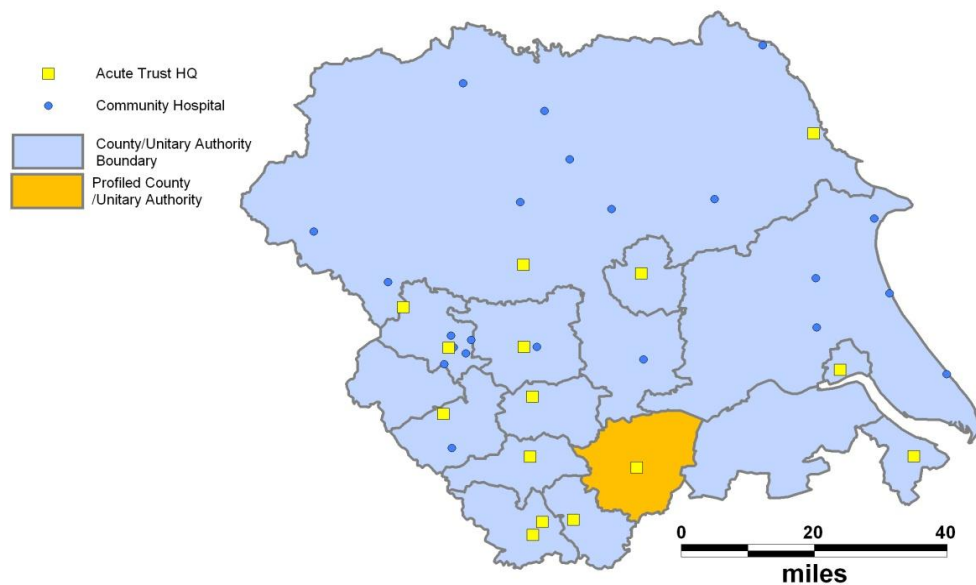 Acute Trust HQ
Community Hospital
County/Unitary Authority
Boundary
Profiled County
/Unitary Authority
0 20 40
miles